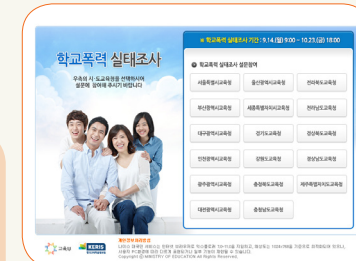 학교폭력 실태조사
우측의 시·도교육청을 선택하시어
설문에 참여해 주시기 바랍니다
※ 학교폭력 실태조사 기간 : 9.14.(월) 9:00 ~ 10.23.(금) 18:00
학교폭력 실태조사 설문참여
서울특별시교육청 울산광역시교육청 전라북도교육청
부산광역시교육청 세종특별자치시교육청 전라남도교육청
대구광역시교육청 경기도교육청 경상북도교육청
인천광역시교육청 강원도교육청 경상남도교육청
광주광역시교육청 충청북도교육청 제주특별자치도교육청
대전광역시교육청 충청남도교육청
교육부 KERIS
개인정보처리방침
Copyright © MINISTRY OF EDUCATION All Rights Reserved.